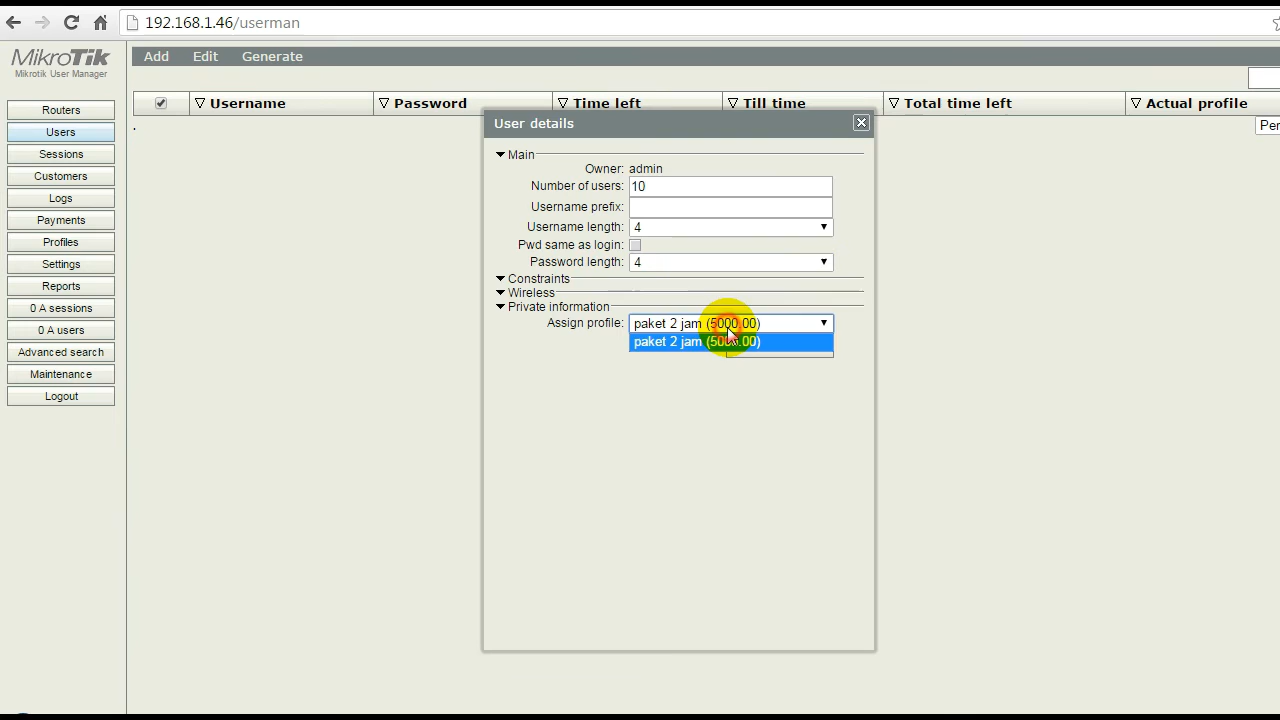 192.168.1.46/userman
MikroTik
Mikrotik User Manager
Routers
Users
Sessions
Customers
Logs
Payments
Profiles
Settings
Reports
0 A sessions
0 A users
Advanced search
Maintenance
Logout
Add Edit Generate
Username Password Time left Till time Total time left Actual profile
Per
User details
Main
Owner: admin
Number of users: 10
Username prefix:
Username length: 4
Pwd same as login:
Password length: 4
Constraints
Wireless
Private information
Assign profile: paket 2 jam (5000.00)
paket 2 jam (5000.00)